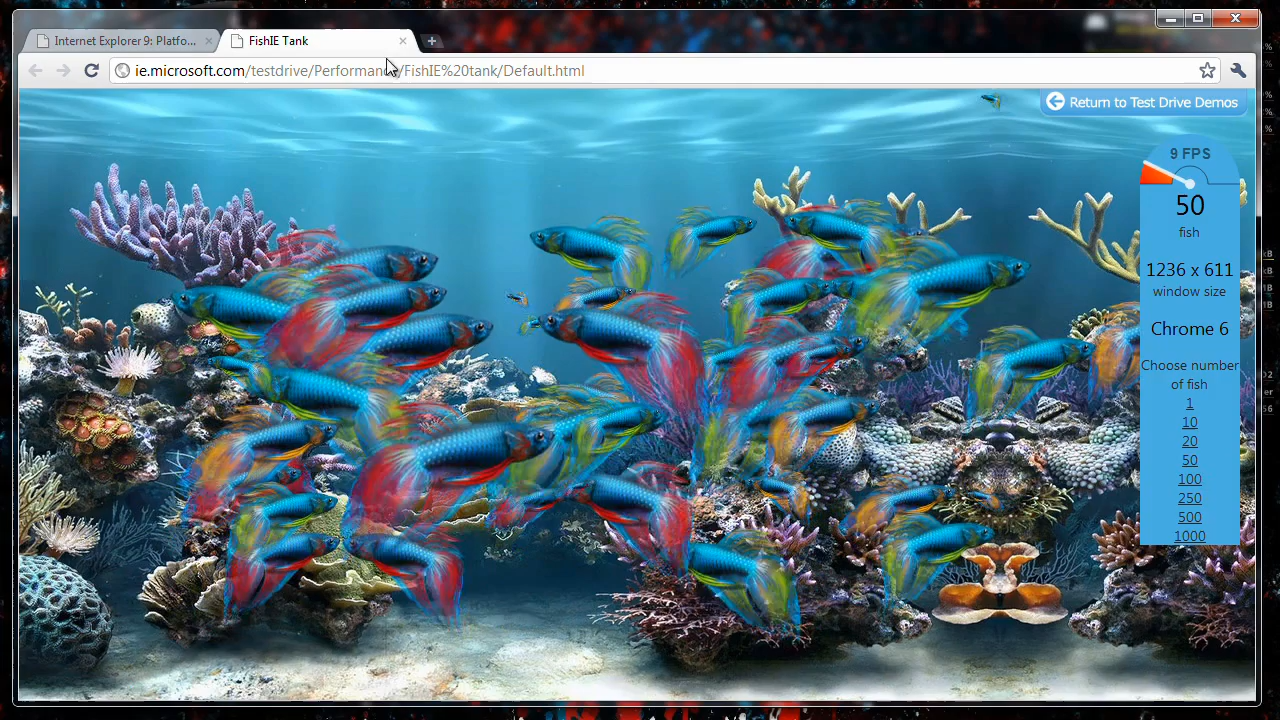 Internet Explorer 9: Platfo...
FishIE Tank
ie.microsoft.com/testdrive/Performance/FishIE%20tank/Default.html
Return to Test Drive Demos
9 FPS
50
fish
1236 x 611
window size
Chrome 6
Choose number
of fish
1
10
20
50
100
250
500
1000